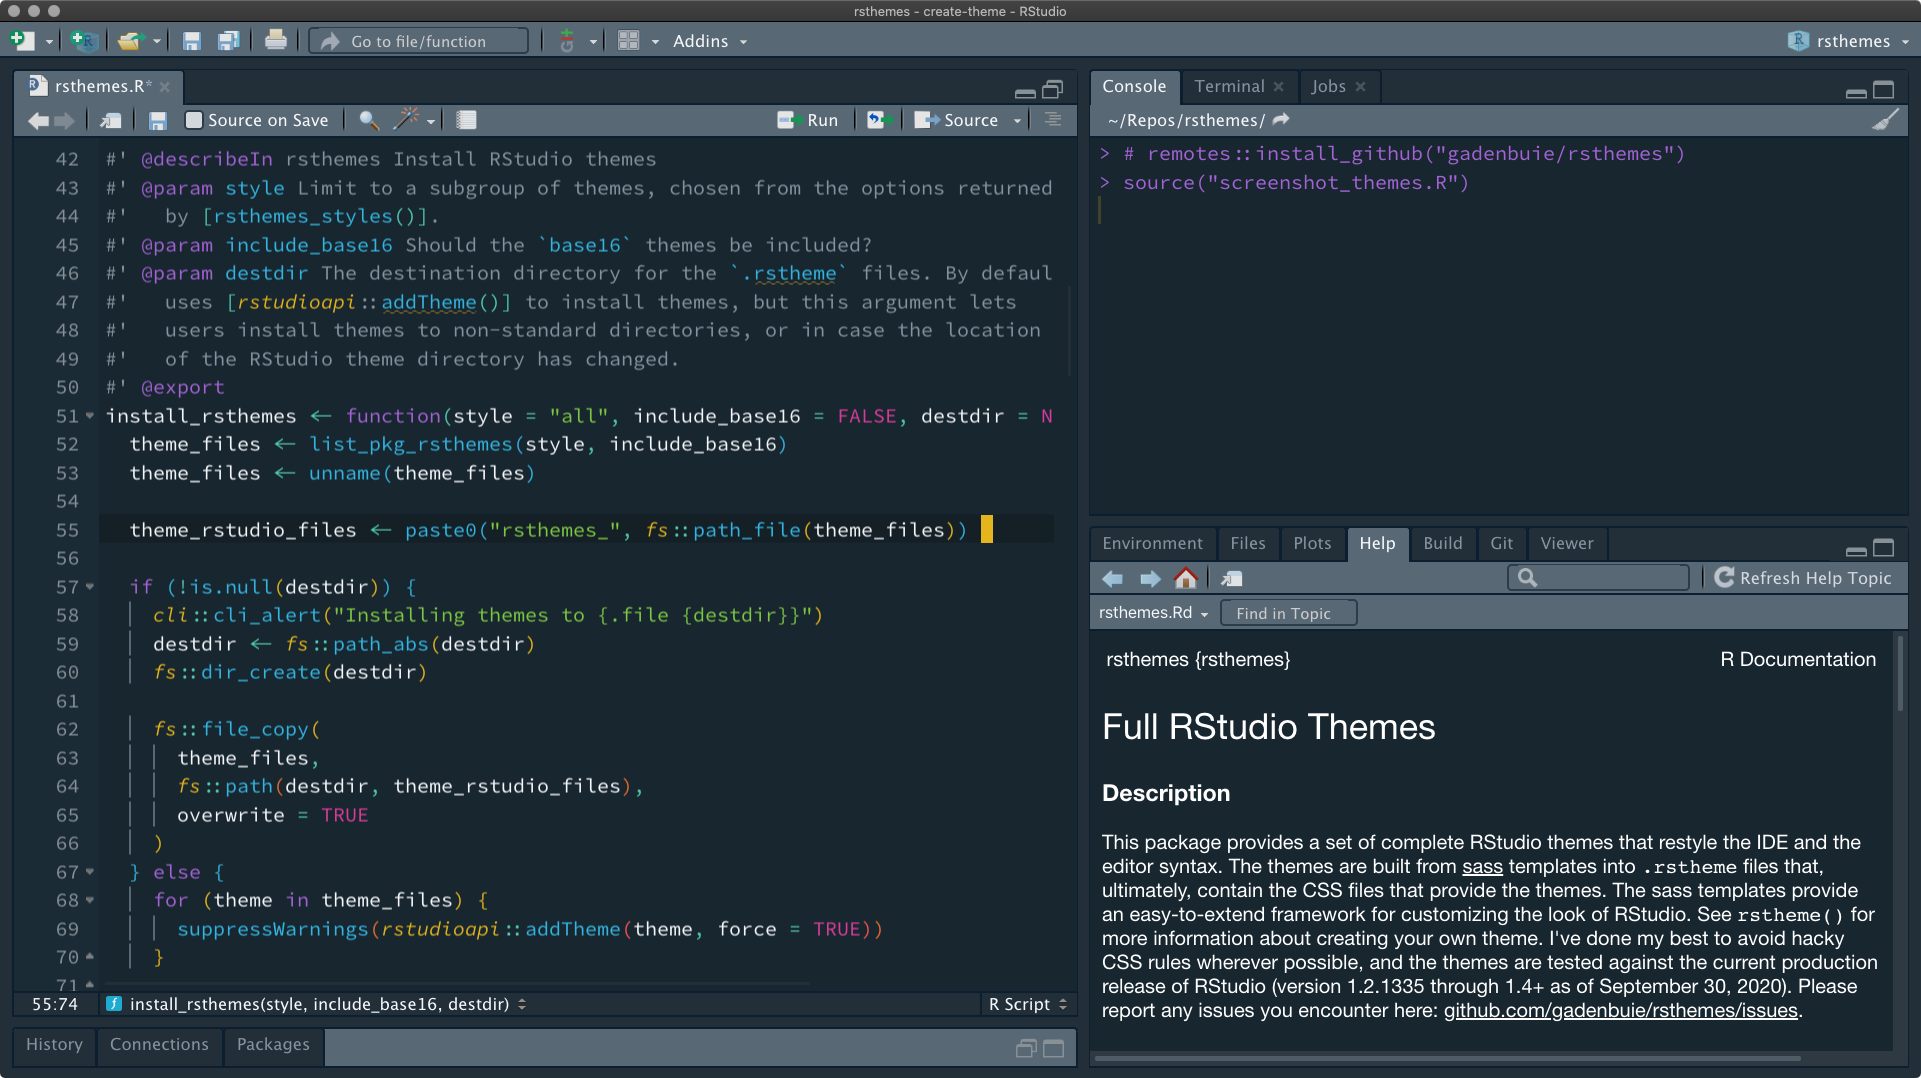 rsthemes - create-theme - RStudio
Go to file/function
Addins
rsthemes
rsthemes.R*
Source on Save
Run
Source
42 #' @describeIn rsthemes Install RStudio themes
43 #' @param style Limit to a subgroup of themes, chosen from the options returned
44 #'   by [rsthemes_styles()].
45 #' @param include_base16 Should the `base16` themes be included?
46 #' @param destdir The destination directory for the `.rstheme` files. By defaul
47 #'   uses [rstudioapi::addTheme()] to install themes, but this argument lets
48 #'   users install themes to non-standard directories, or in case the location
49 #'   of the RStudio theme directory has changed.
50 #' @export
51 install_rsthemes <- function(style = "all", include_base16 = FALSE, destdir = N
52   theme_files <- list_pkg_rsthemes(style, include_base16)
53   theme_files <- unname(theme_files)
54
55   theme_rstudio_files <- paste0("rsthemes_", fs::path_file(theme_files))
56
57   if (!is.null(destdir)) {
58     cli::cli_alert("Installing themes to {.file {destdir}}")
59     destdir <- fs::path_abs(destdir)
60     fs::dir_create(destdir)
61
62     fs::file_copy(
63       theme_files,
64       fs::path(destdir, theme_rstudio_files),
65       overwrite = TRUE
66     )
67   } else {
68     for (theme in theme_files) {
69       suppressWarnings(rstudioapi::addTheme(theme, force = TRUE))
70     }
71
55:74
install_rsthemes(style, include_base16, destdir)
R Script
History
Connections
Packages
Console
Terminal
Jobs
~/Repos/rsthemes/
> # remotes::install_github("gadenbuie/rsthemes")
> source("screenshot_themes.R")
Environment
Files
Plots
Help
Build
Git
Viewer
Refresh Help Topic
rsthemes.Rd
Find in Topic
rsthemes {rsthemes}
R Documentation
Full RStudio Themes
Description
This package provides a set of complete RStudio themes that restyle the IDE and the
editor syntax. The themes are built from sass templates into .rstheme files that,
ultimately, contain the CSS files that provide the themes. The sass templates provide
an easy-to-extend framework for customizing the look of RStudio. See rstheme() for
more information about creating your own theme. I've done my best to avoid hacky
CSS rules wherever possible, and the themes are tested against the current production
release of RStudio (version 1.2.1335 through 1.4+ as of September 30, 2020). Please
report any issues you encounter here: github.com/gadenbuie/rsthemes/issues.